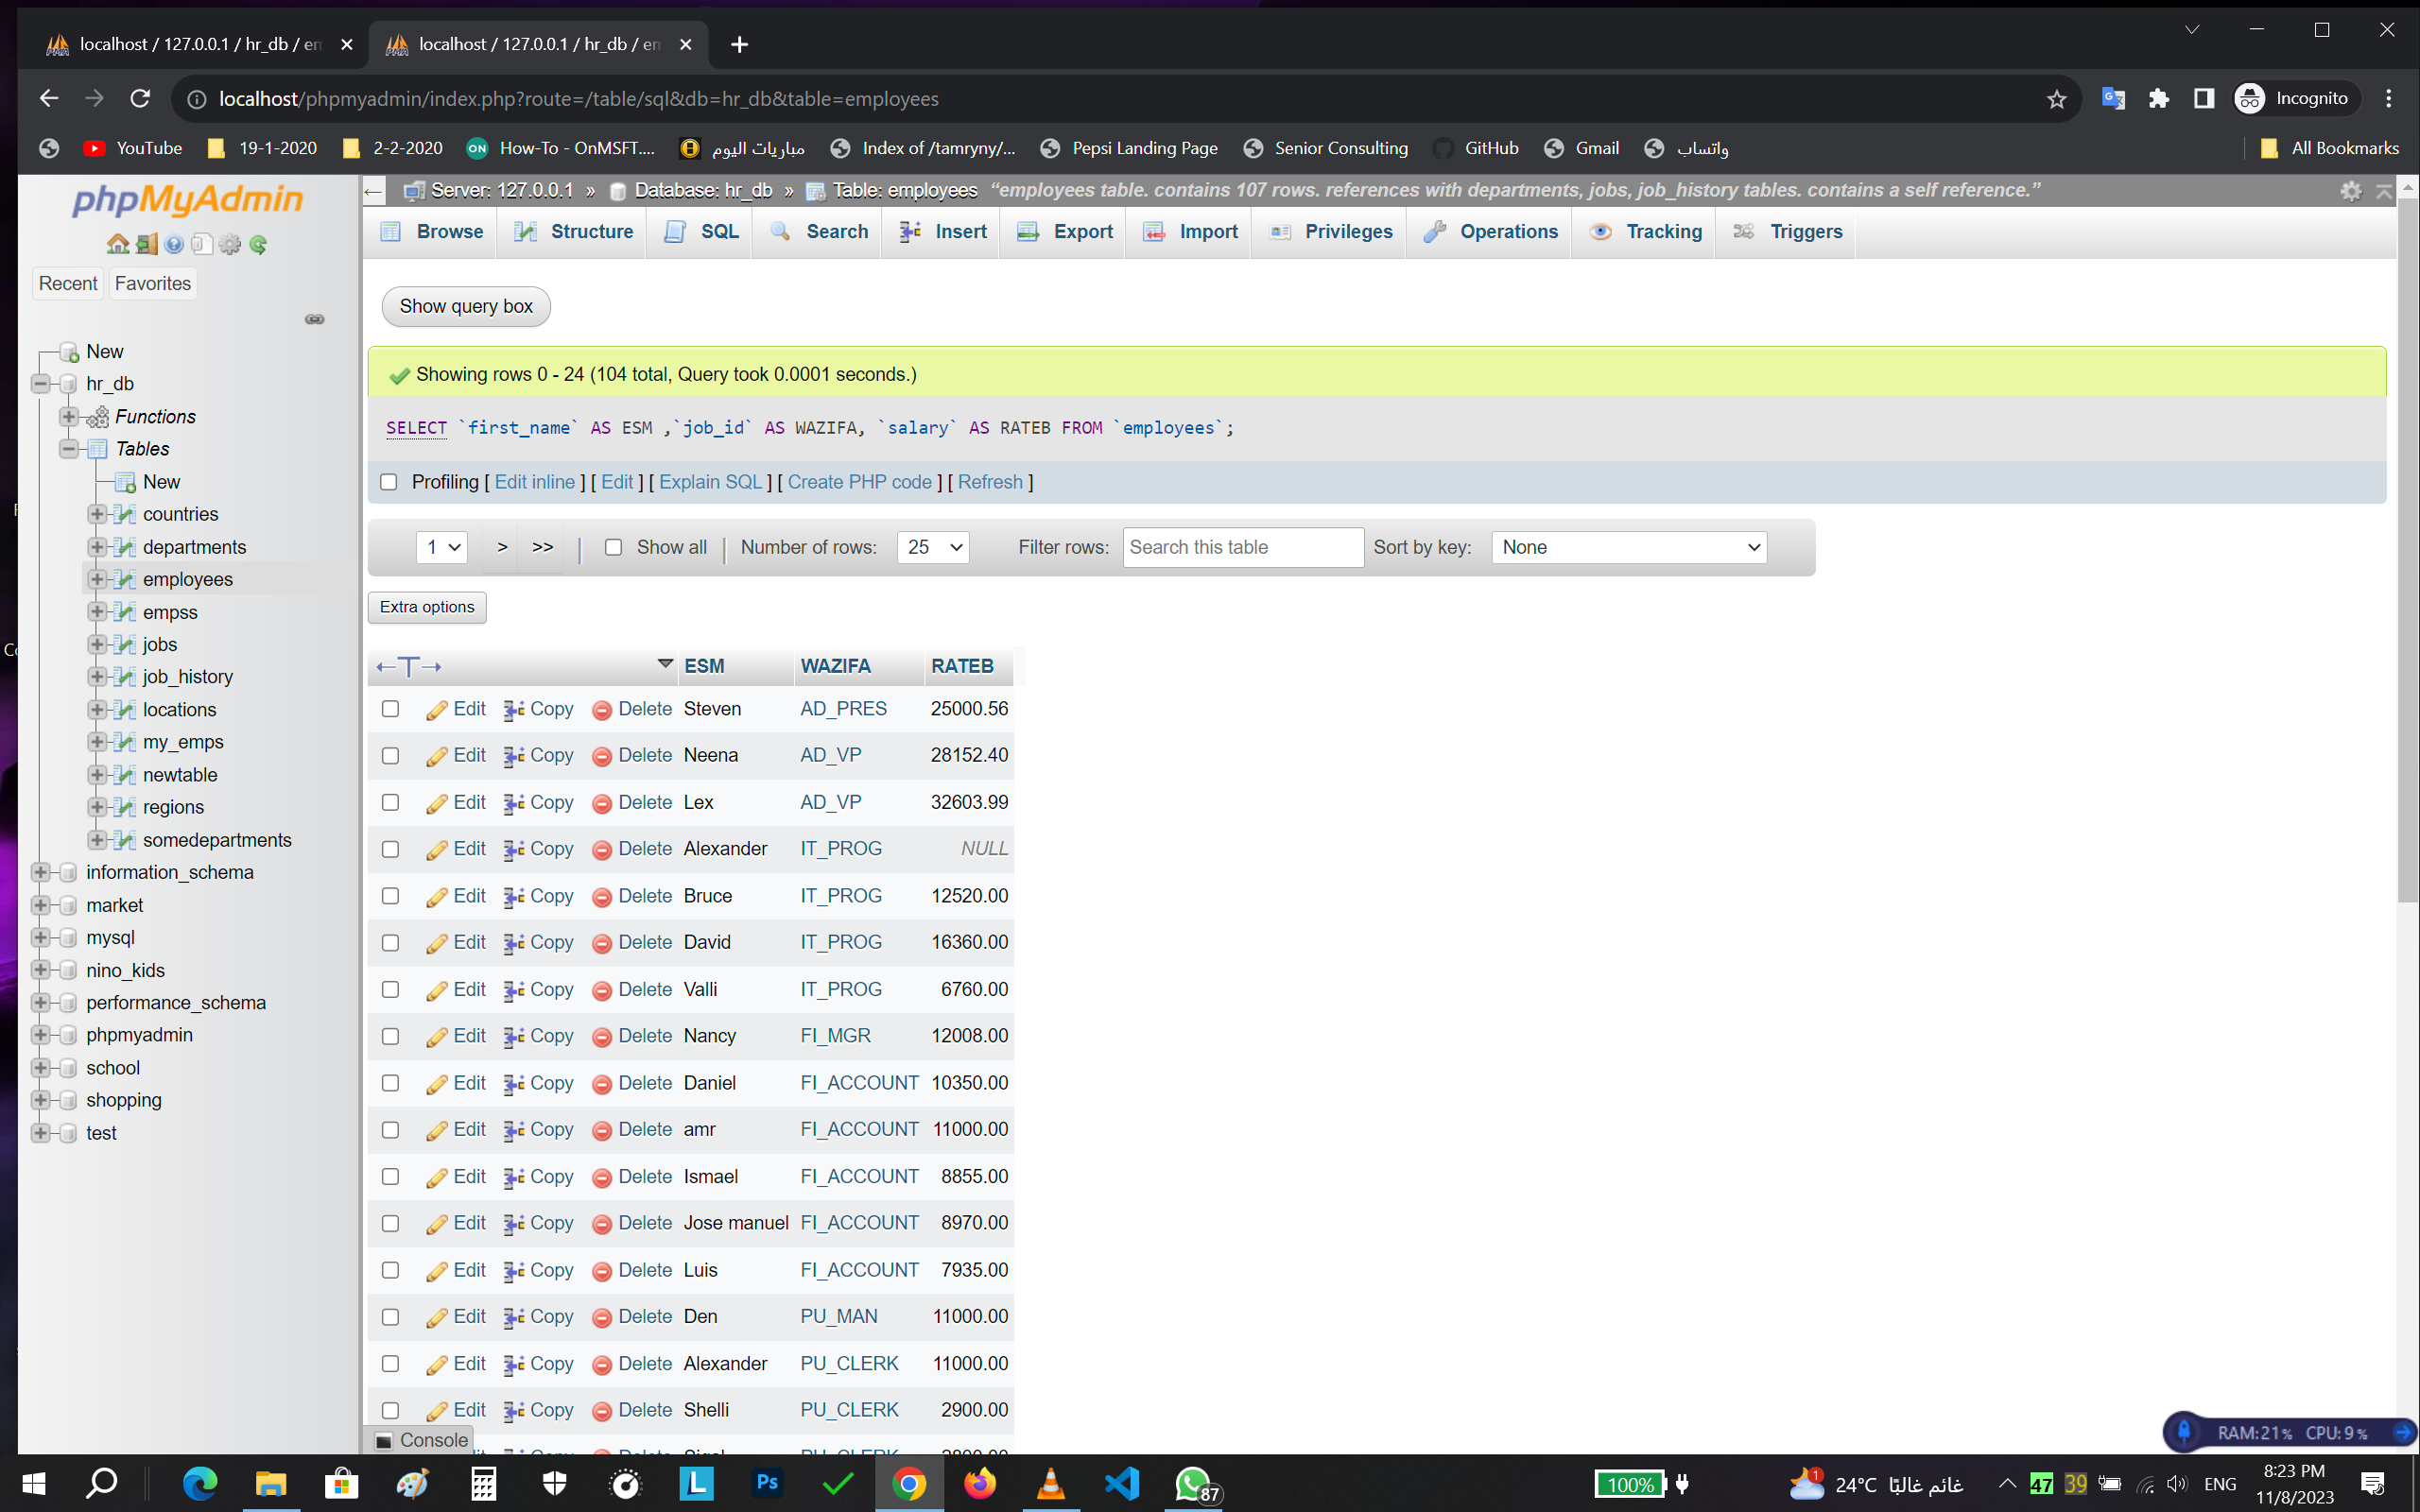 localhost / 127.0.0.1 / hr_db / em
localhost / 127.0.0.1 / hr_db / em
localhost/phpmyadmin/index.php?route=/table/sql&db=hr_db&table=employees
Incognito
YouTube
19-1-2020
2-2-2020
How-To - OnMSFT....
مباريات اليوم
Index of /tamryny/...
Pepsi Landing Page
Senior Consulting
GitHub
Gmail
واتساب
All Bookmarks
phpMyAdmin
Recent
Favorites
New
hr_db
Functions
Tables
New
countries
departments
employees
empss
jobs
job_history
locations
my_emps
newtable
regions
somedepartments
information_schema
market
mysql
nino_kids
performance_schema
phpmyadmin
school
shopping
test
Server: 127.0.0.1 » Database: hr_db » Table: employees “employees table. contains 107 rows. references with departments, jobs, job_history tables. contains a self reference.”
Browse Structure SQL Search Insert Export Import Privileges Operations Tracking Triggers
Show query box
Showing rows 0 - 24 (104 total, Query took 0.0001 seconds.)
SELECT `first_name` AS ESM ,`job_id` AS WAZIFA, `salary` AS RATEB FROM `employees`;
Profiling [ Edit inline ] [ Edit ] [ Explain SQL ] [ Create PHP code ] [ Refresh ]
1 > >> | Show all | Number of rows: 25 Filter rows: Search this table Sort by key: None
Extra options
ESM WAZIFA RATEB
Edit Copy Delete Steven AD_PRES 25000.56
Edit Copy Delete Neena AD_VP 28152.40
Edit Copy Delete Lex AD_VP 32603.99
Edit Copy Delete Alexander IT_PROG NULL
Edit Copy Delete Bruce IT_PROG 12520.00
Edit Copy Delete David IT_PROG 16360.00
Edit Copy Delete Valli IT_PROG 6760.00
Edit Copy Delete Nancy FI_MGR 12008.00
Edit Copy Delete Daniel FI_ACCOUNT 10350.00
Edit Copy Delete amr FI_ACCOUNT 11000.00
Edit Copy Delete Ismael FI_ACCOUNT 8855.00
Edit Copy Delete Jose manuel FI_ACCOUNT 8970.00
Edit Copy Delete Luis FI_ACCOUNT 7935.00
Edit Copy Delete Den PU_MAN 11000.00
Edit Copy Delete Alexander PU_CLERK 11000.00
Edit Copy Delete Shelli PU_CLERK 2900.00
Console
RAM:21% CPU:9%
100%
1
24°C غائم غالبًا
47
39
ENG
8:23 PM
11/8/2023
87
L
Ps